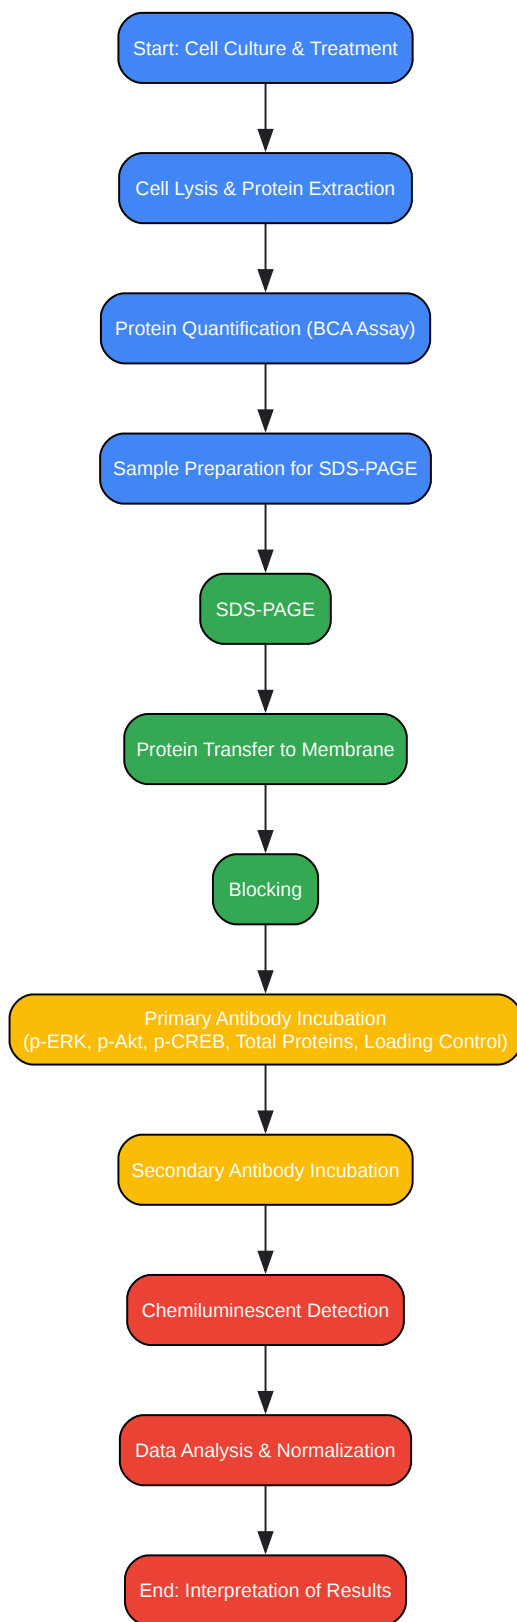 Start: Cell Culture & Treatment
Cell Lysis & Protein Extraction
Protein Quantification (BCA Assay)
Sample Preparation for SDS-PAGE
SDS-PAGE
Protein Transfer to Membrane
Blocking
Primary Antibody Incubation
(p-ERK, p-Akt, p-CREB, Total Proteins, Loading Control)
Secondary Antibody Incubation
Chemiluminescent Detection
Data Analysis & Normalization
End: Interpretation of Results